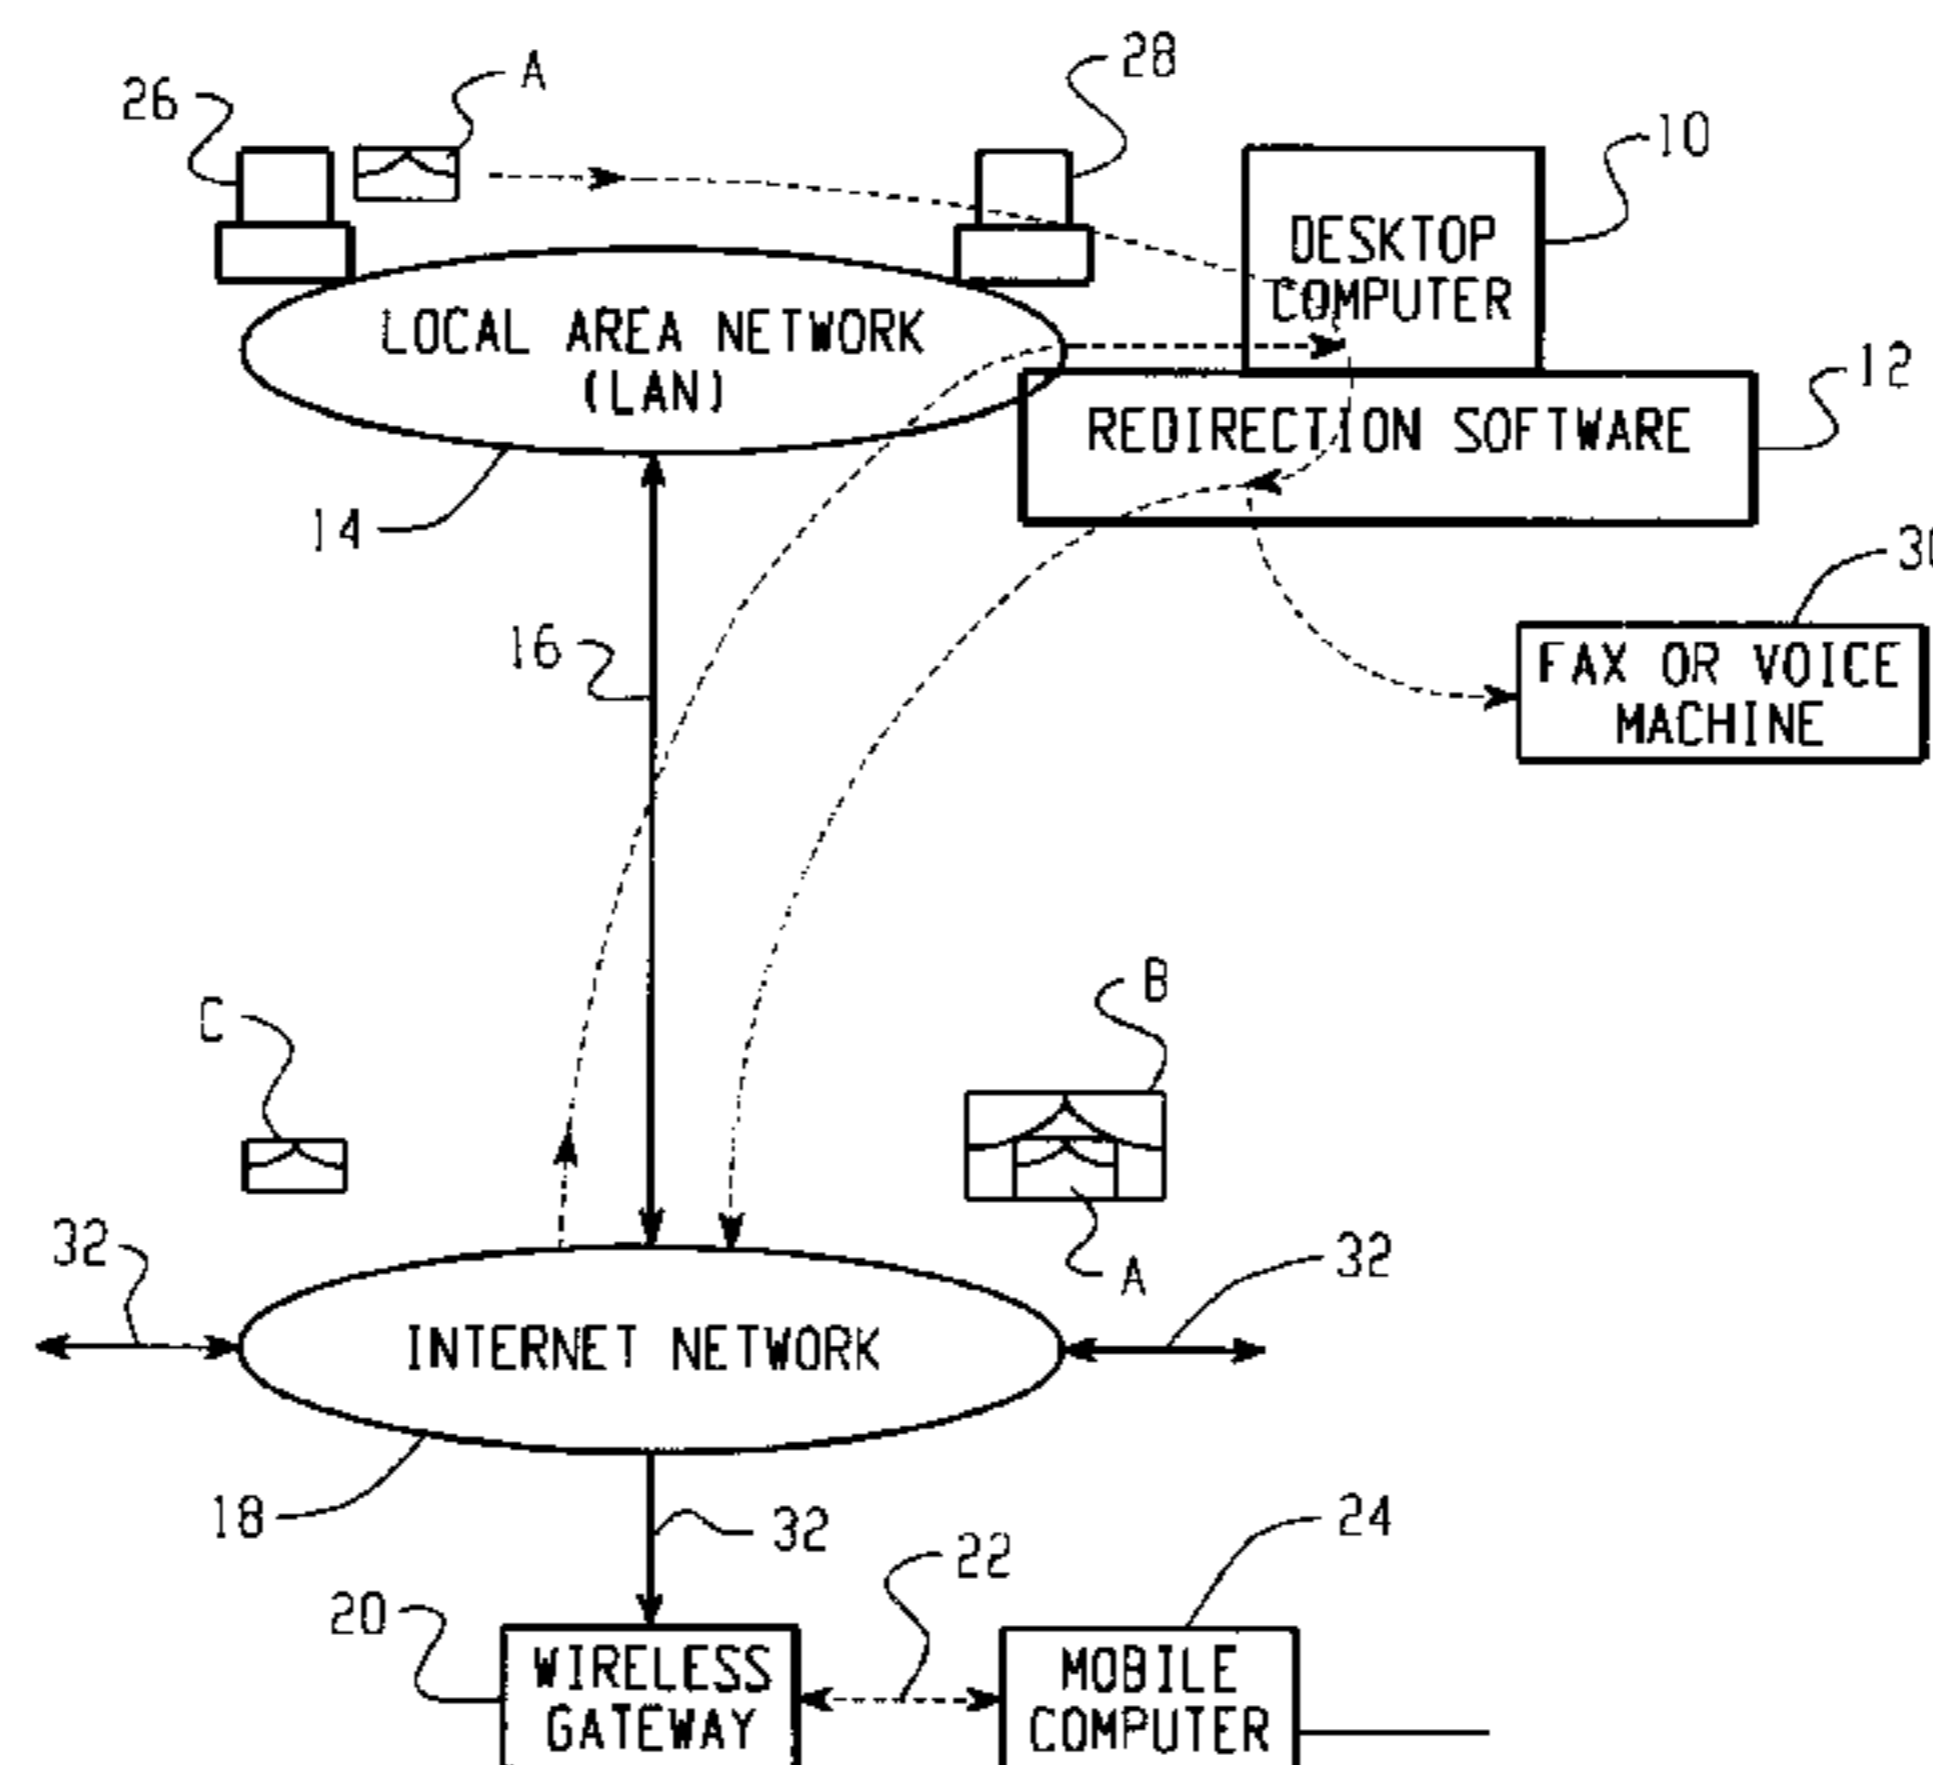 26
A
28
10
DESKTOP
COMPUTER
LOCAL AREA NETWORK
(LAN)
12
REDIRECTION SOFTWARE
14
30
16
FAX OR VOICE
MACHINE
B
C
A
32
32
INTERNET NETWORK
18
32
24
22
20
WIRELESS
GATEWAY
MOBILE
COMPUTER